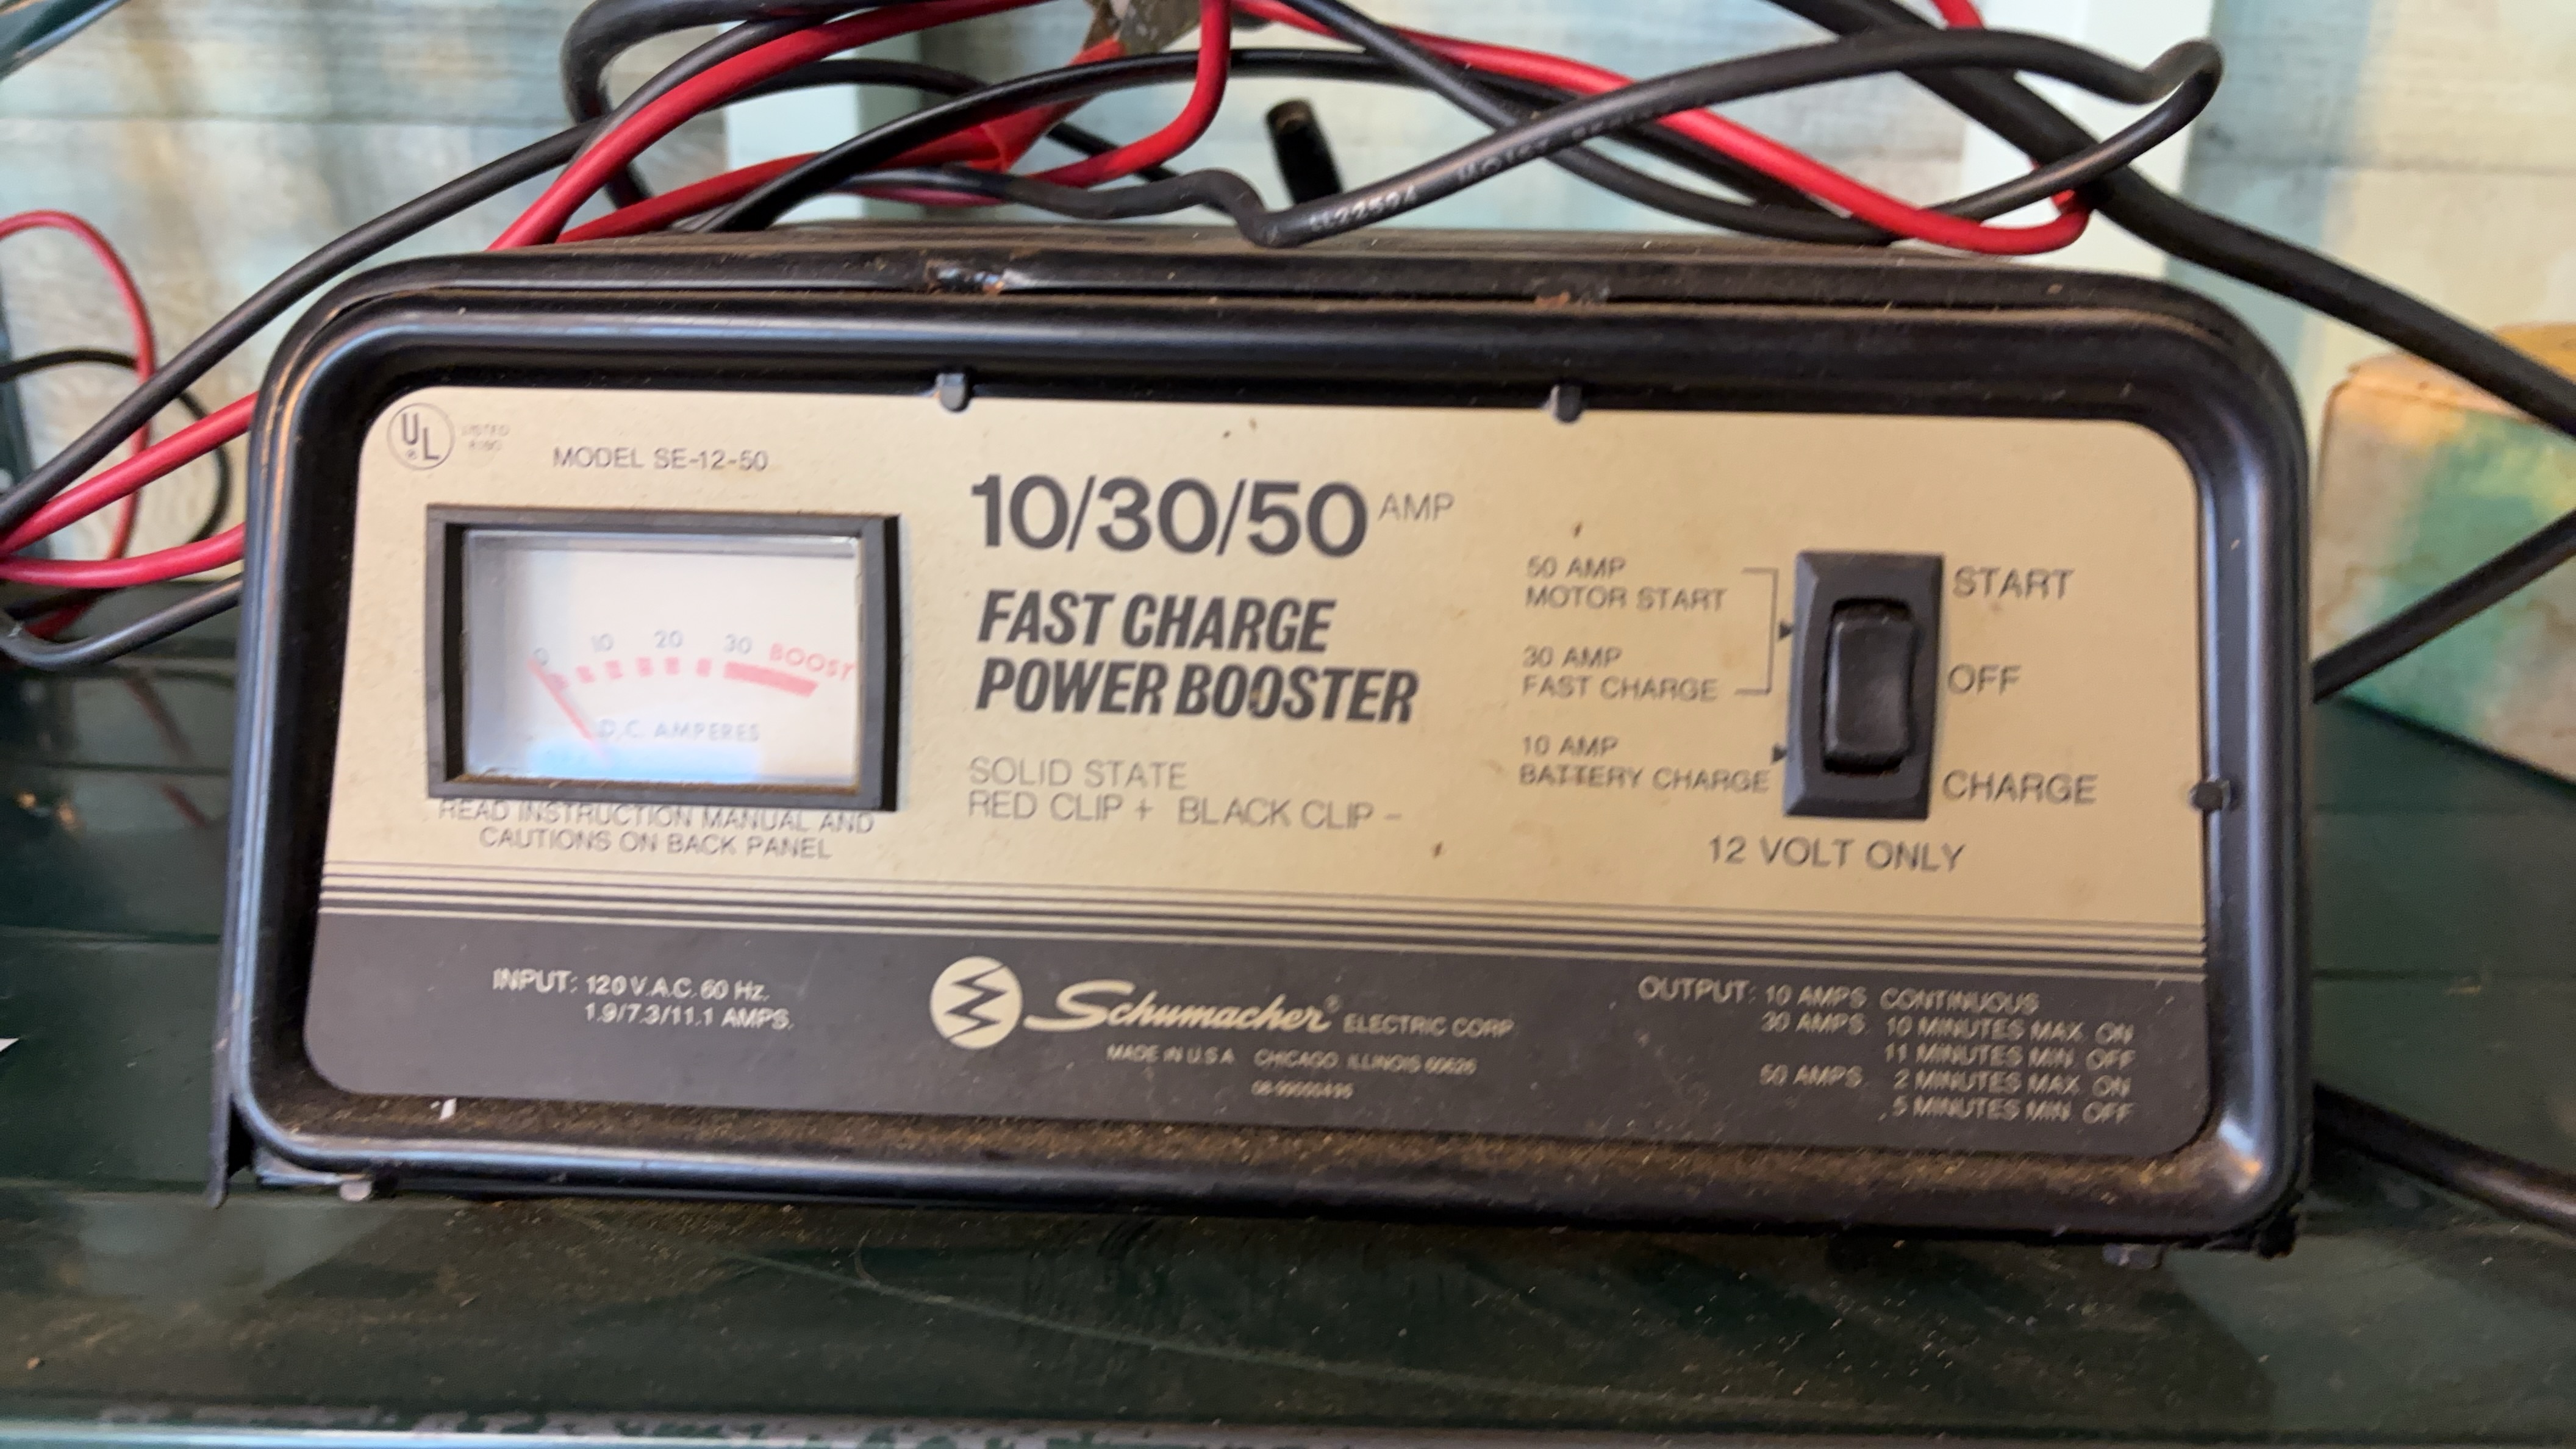 UL
®
LISTED
MODEL SE-12-50
0 10 20 30 BOOST
D.C. AMPERES
READ INSTRUCTION MANUAL AND
CAUTIONS ON BACK PANEL
10/30/50 AMP
FAST CHARGE
POWER BOOSTER
SOLID STATE
RED CLIP + BLACK CLIP -
50 AMP
MOTOR START
30 AMP
FAST CHARGE
10 AMP
BATTERY CHARGE
START
OFF
CHARGE
12 VOLT ONLY
INPUT: 120 V.A.C. 60 Hz.
1.9/7.3/11.1 AMPS.
Schumacher® ELECTRIC CORP.
MADE IN U.S.A. CHICAGO, ILLINOIS
OUTPUT: 10 AMPS. CONTINUOUS
30 AMPS. 10 MINUTES MAX. ON
11 MINUTES MIN. OFF
50 AMPS. 2 MINUTES MAX. ON
5 MINUTES MIN. OFF